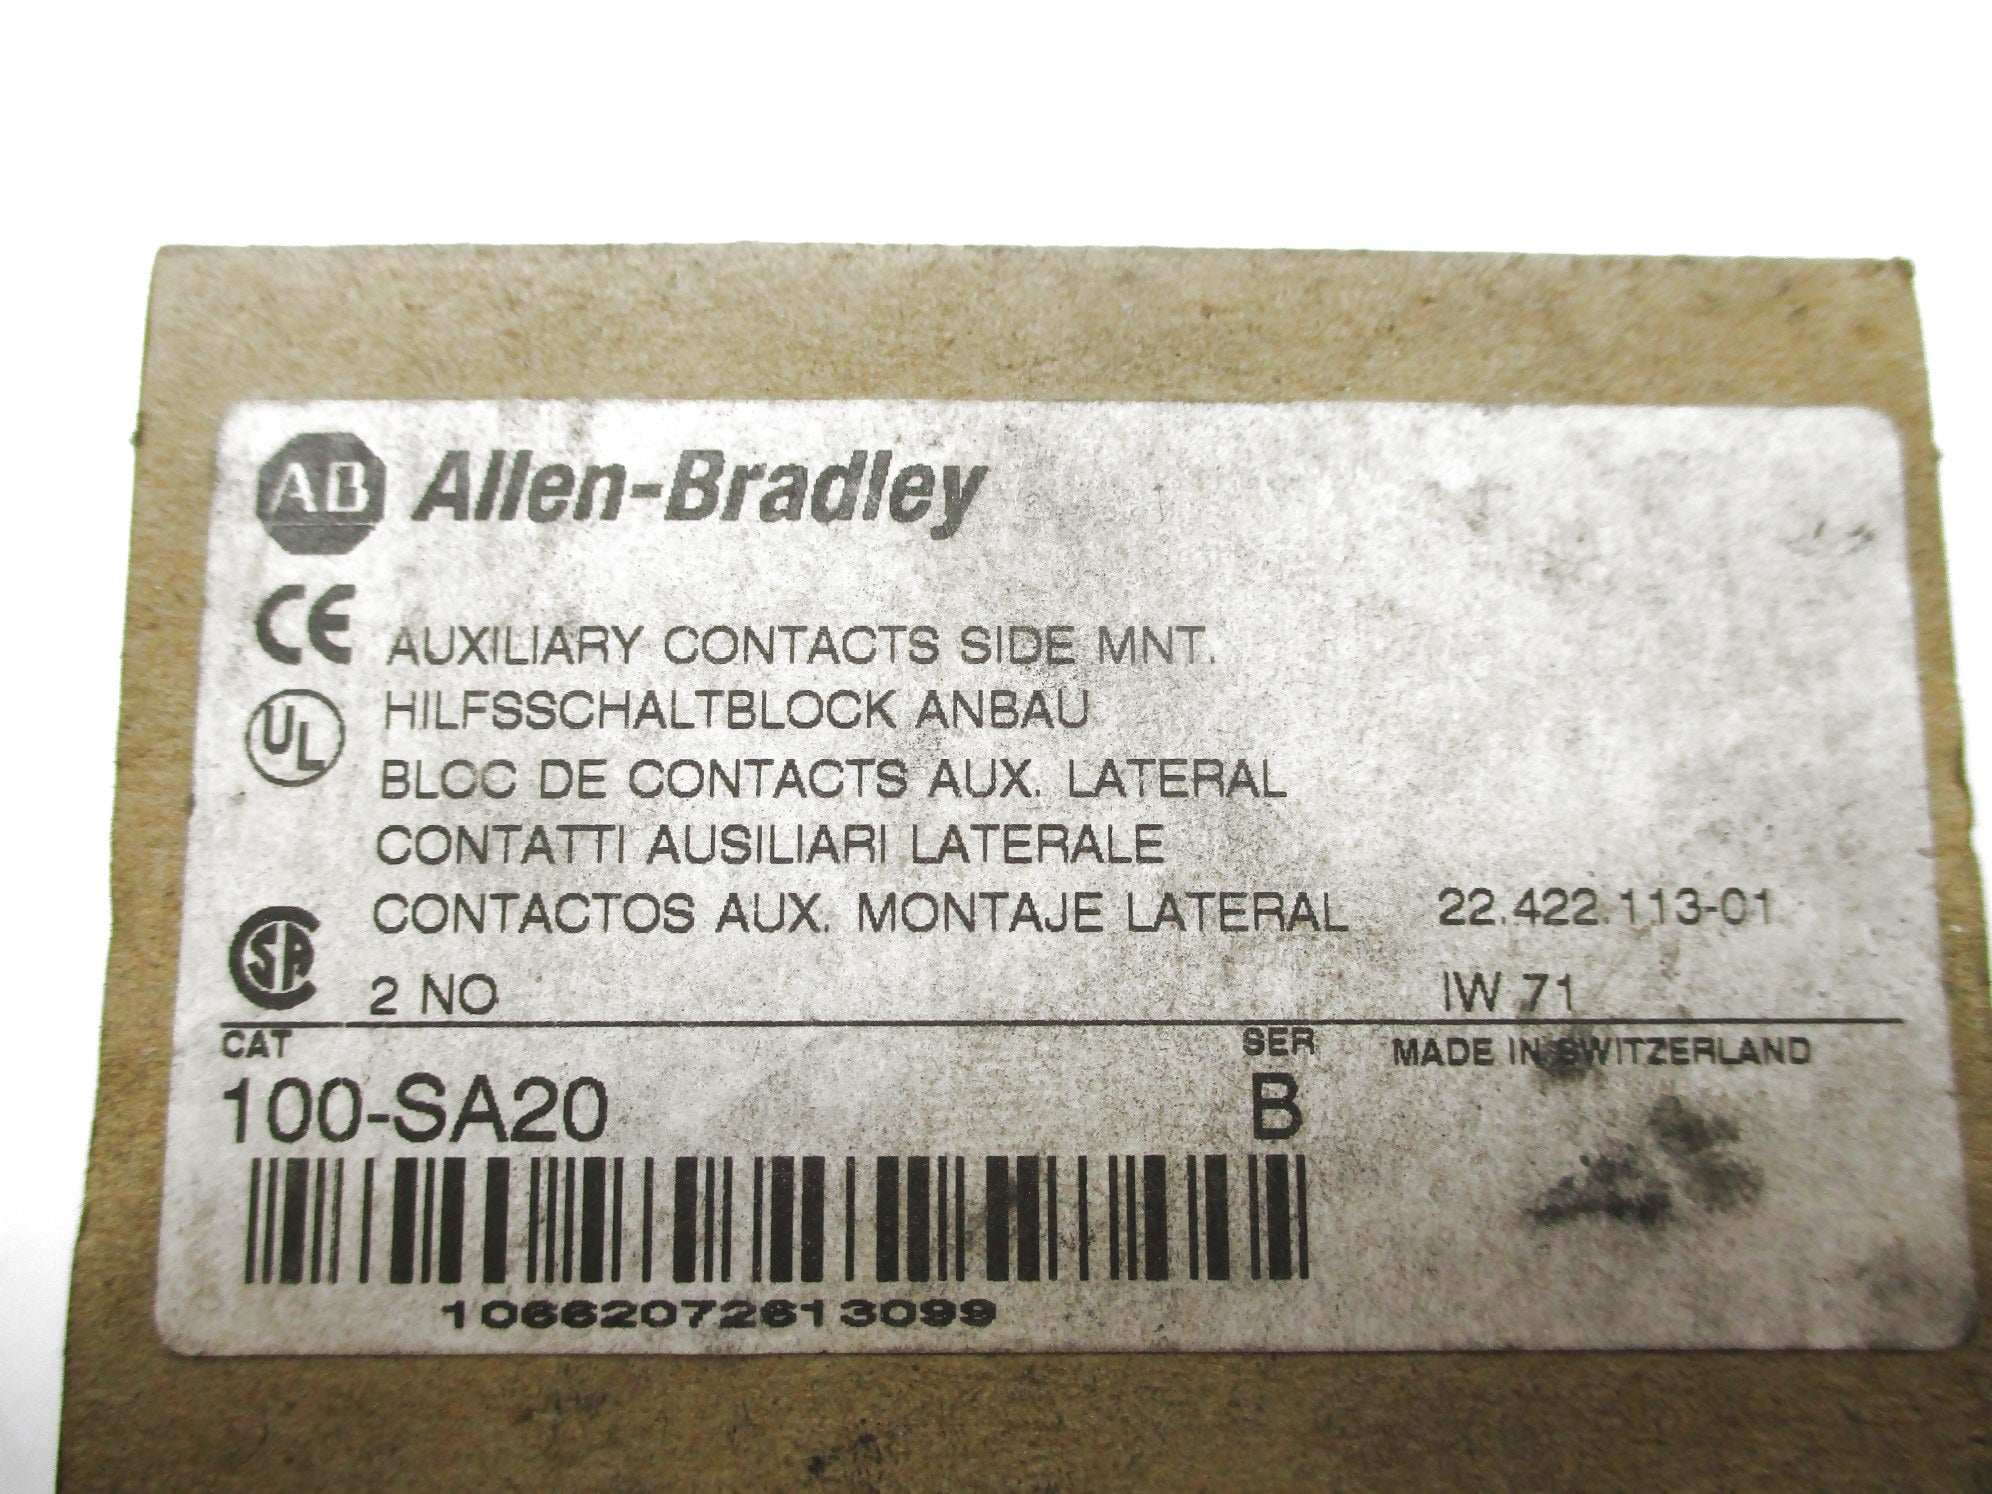 AB Allen-Bradley
CE
AUXILIARY CONTACTS SIDE MNT.
UL
HILFSSCHALTBLOCK ANBAU
BLOC DE CONTACTS AUX. LATERAL
CONTATTI AUSILIARI LATERALE
CONTACTOS AUX. MONTAJE LATERAL 22.422.113-01
CSA
2 NO IW 71
CAT SER MADE IN SWITZERLAND
100-SA20 B
10662072613099